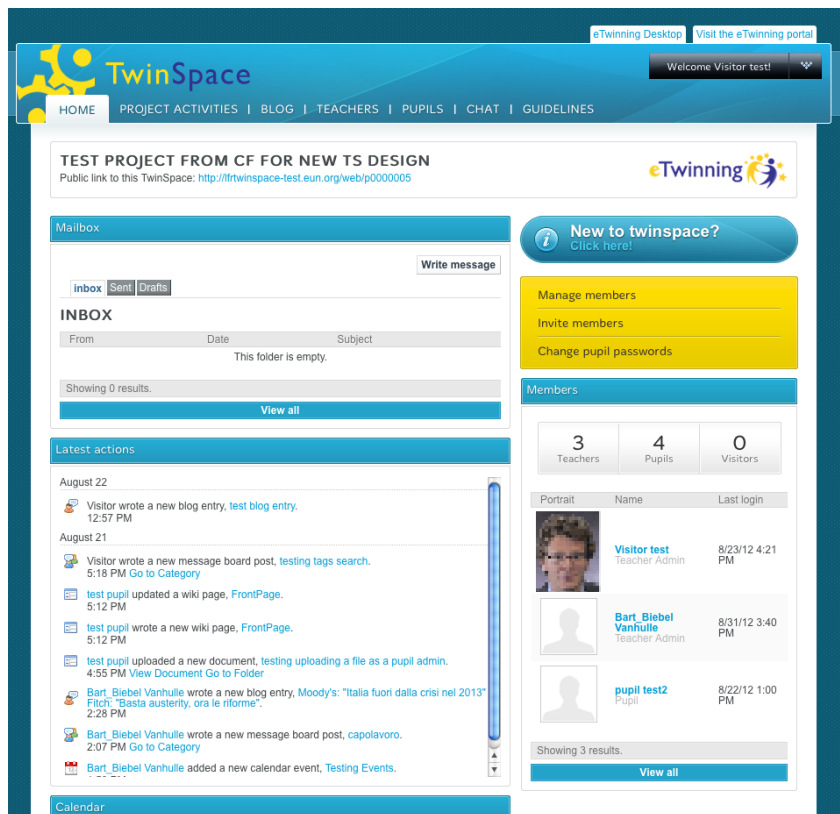 eTwinning Desktop Visit the eTwinning portal
TwinSpace
Welcome Visitor test!
HOME PROJECT ACTIVITIES | BLOG | TEACHERS | PUPILS | CHAT | GUIDELINES
TEST PROJECT FROM CF FOR NEW TS DESIGN
Public link to this TwinSpace: http://lfrtwinspace-test.eun.org/web/p0000005
eTwinning
Mailbox
Write message
inbox Sent Drafts
INBOX
From Date Subject
This folder is empty.
Showing 0 results.
View all
Latest actions
August 22
Visitor wrote a new blog entry, test blog entry.
12:57 PM
August 21
Visitor wrote a new message board post, testing tags search.
5:18 PM Go to Category
test pupil updated a wiki page, FrontPage.
5:12 PM
test pupil wrote a new wiki page, FrontPage.
5:12 PM
test pupil uploaded a new document, testing uploading a file as a pupil admin.
4:55 PM View Document Go to Folder
Bart_Biebel Vanhulle wrote a new blog entry, Moody's: "Italia fuori dalla crisi nel 2013"
Fitch: "Basta austerity, ora le riforme".
2:28 PM
Bart_Biebel Vanhulle wrote a new message board post, capolavoro.
2:07 PM Go to Category
Bart_Biebel Vanhulle added a new calendar event, Testing Events.
Calendar
New to twinspace?
Click here!
Manage members
Invite members
Change pupil passwords
Members
3 4 0
Teachers Pupils Visitors
Portrait Name Last login
Visitor test
Teacher Admin
8/23/12 4:21
PM
Bart_Biebel
Vanhulle
Teacher Admin
8/31/12 3:40
PM
pupil test2
Pupil
8/22/12 1:00
PM
Showing 3 results.
View all